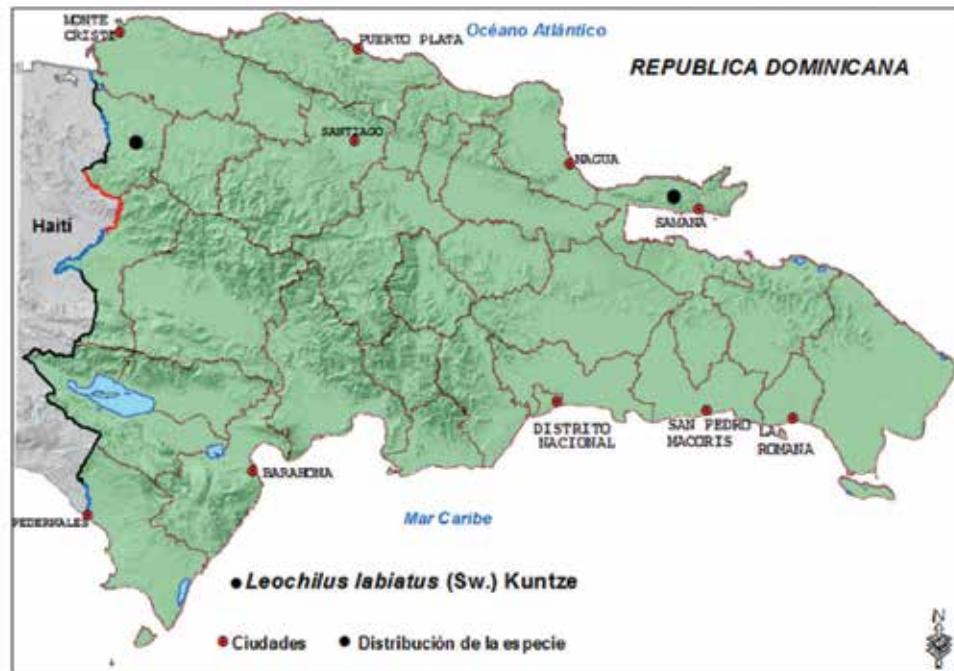 MONTE
CRISTI
Océano Atlántico
PUERTO PLATA
REPUBLICA DOMINICANA
SANTIAGO
NAGUA
Haití
SAMANA
DISTRITO
NACIONAL
SAN PEDRO
MACORIS
LA
ROMANA
BARAHONA
PEDERNALES
Mar Caribe
Leochilus labiatus (Sw.) Kuntze
Ciudades
Distribución de la especie
N